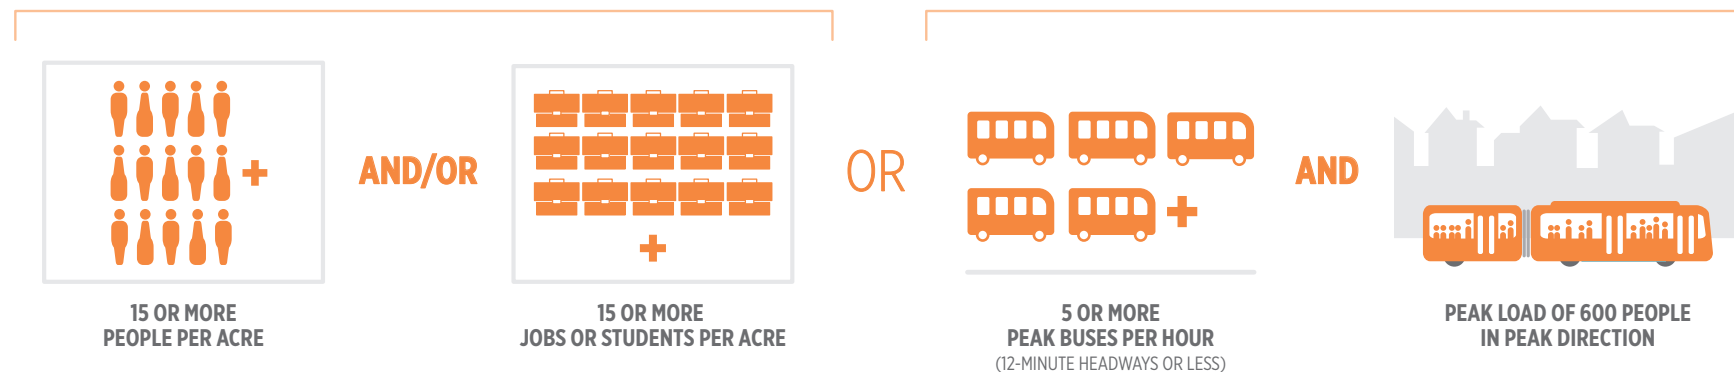 AND/OR
OR
AND
15 OR MORE
PEOPLE PER ACRE
15 OR MORE
JOBS OR STUDENTS PER ACRE
5 OR MORE
PEAK BUSES PER HOUR
(12-MINUTE HEADWAYS OR LESS)
PEAK LOAD OF 600 PEOPLE
IN PEAK DIRECTION